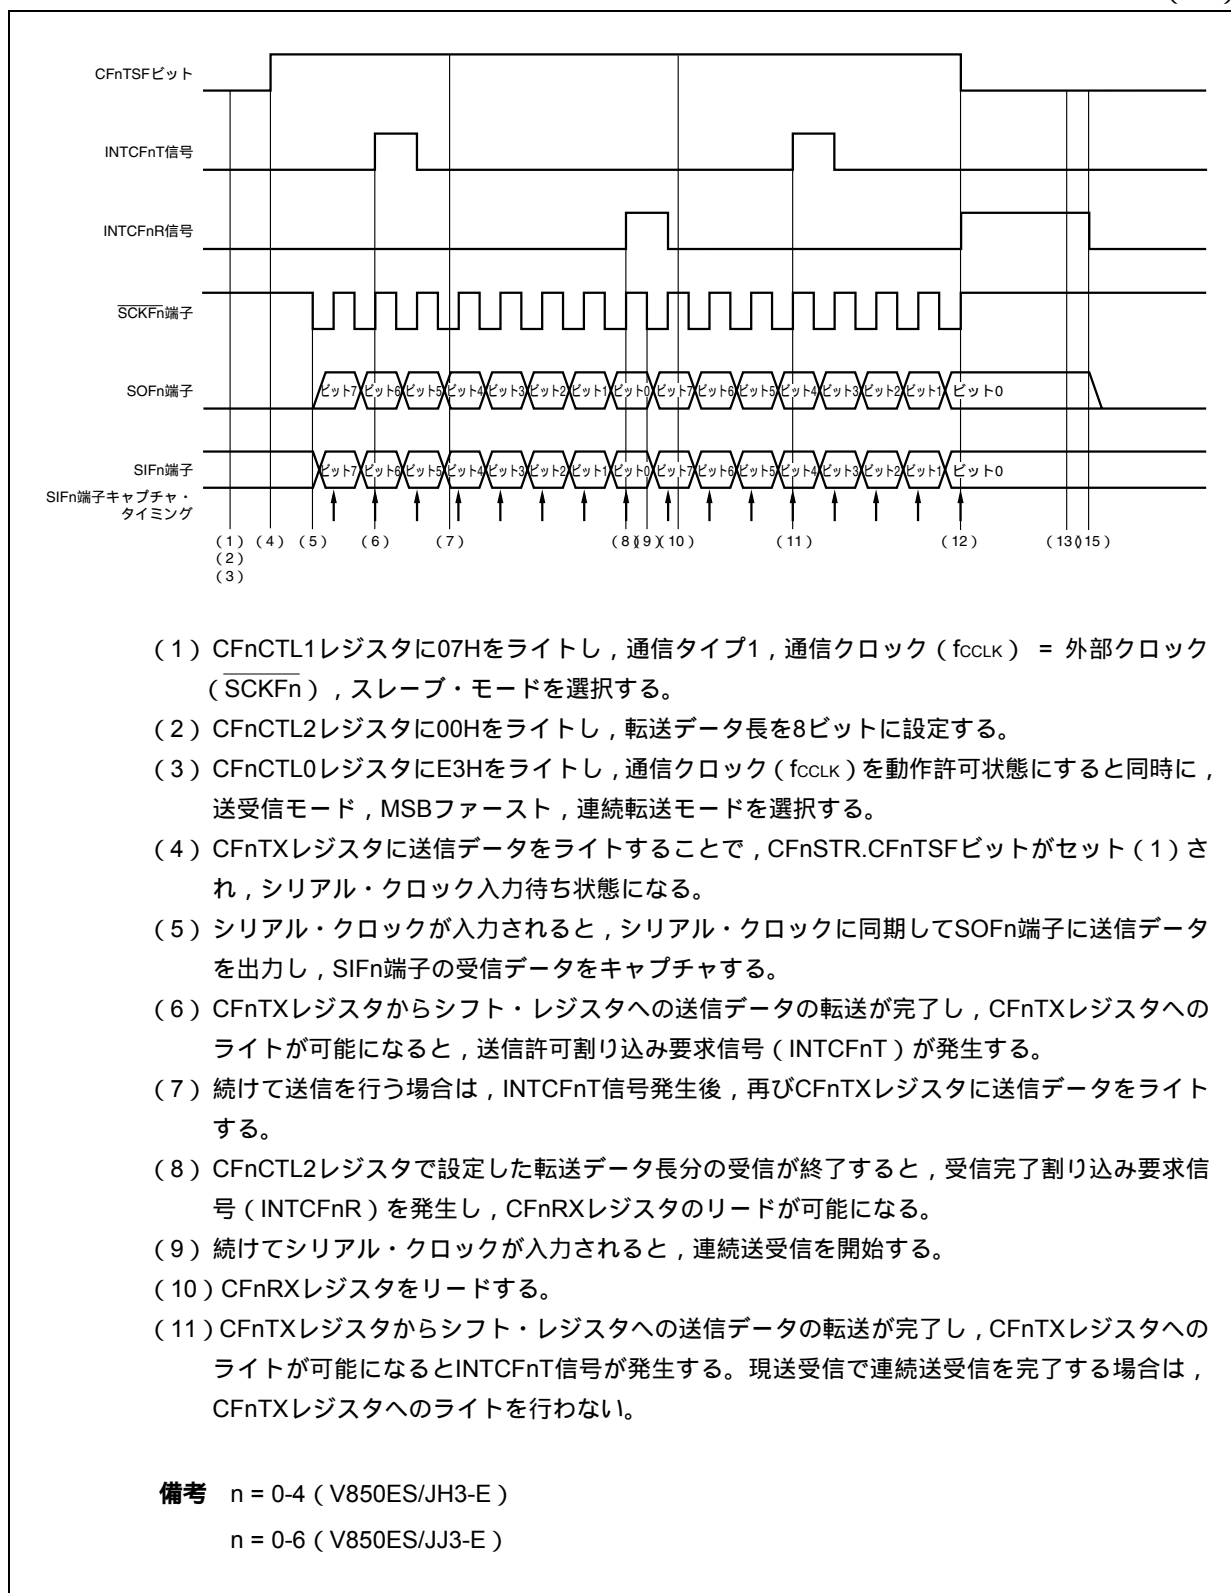 CFnTSFビット
INTCFnT信号
INTCFnR信号
SCKFn端子
SOFn端子
ビット7 ビット6 ビット5 ビット4 ビット3 ビット2 ビット1 ビット0 ビット7 ビット6 ビット5 ビット4 ビット3 ビット2 ビット1 ビット0
SIFn端子
ビット7 ビット6 ビット5 ビット4 ビット3 ビット2 ビット1 ビット0 ビット7 ビット6 ビット5 ビット4 ビット3 ビット2 ビット1 ビット0
SIFn端子キャプチャ・
タイミング
(1) (4) (5) (6) (7) (8)(9)(10) (11) (12) (13)(15)
(2)
(3)
(1) CFnCTL1レジスタに07Hをライトし，通信タイプ1，通信クロック（fCCLK） = 外部クロック
（SCKFn），スレーブ・モードを選択する。
(2) CFnCTL2レジスタに00Hをライトし，転送データ長を8ビットに設定する。
(3) CFnCTL0レジスタにE3Hをライトし，通信クロック（fCCLK）を動作許可状態にすると同時に，
送受信モード，MSBファースト，連続転送モードを選択する。
(4) CFnTXレジスタに送信データをライトすることで，CFnSTR.CFnTSFビットがセット（1）さ
れ，シリアル・クロック入力待ち状態になる。
(5) シリアル・クロックが入力されると，シリアル・クロックに同期してSOFn端子に送信データ
を出力し，SIFn端子の受信データをキャプチャする。
(6) CFnTXレジスタからシフト・レジスタへの送信データの転送が完了し，CFnTXレジスタへの
ライトが可能になると，送信許可割り込み要求信号（INTCFnT）が発生する。
(7) 続けて送信を行う場合は，INTCFnT信号発生後，再びCFnTXレジスタに送信データをライト
する。
(8) CFnCTL2レジスタで設定した転送データ長分の受信が終了すると，受信完了割り込み要求信
号（INTCFnR）を発生し，CFnRXレジスタのリードが可能になる。
(9) 続けてシリアル・クロックが入力されると，連続送受信を開始する。
(10) CFnRXレジスタをリードする。
(11) CFnTXレジスタからシフト・レジスタへの送信データの転送が完了し，CFnTXレジスタへの
ライトが可能になるとINTCFnT信号が発生する。現送受信で連続送受信を完了する場合は，
CFnTXレジスタへのライトを行わない。
備考 n = 0-4（V850ES/JH3-E）
n = 0-6（V850ES/JJ3-E）